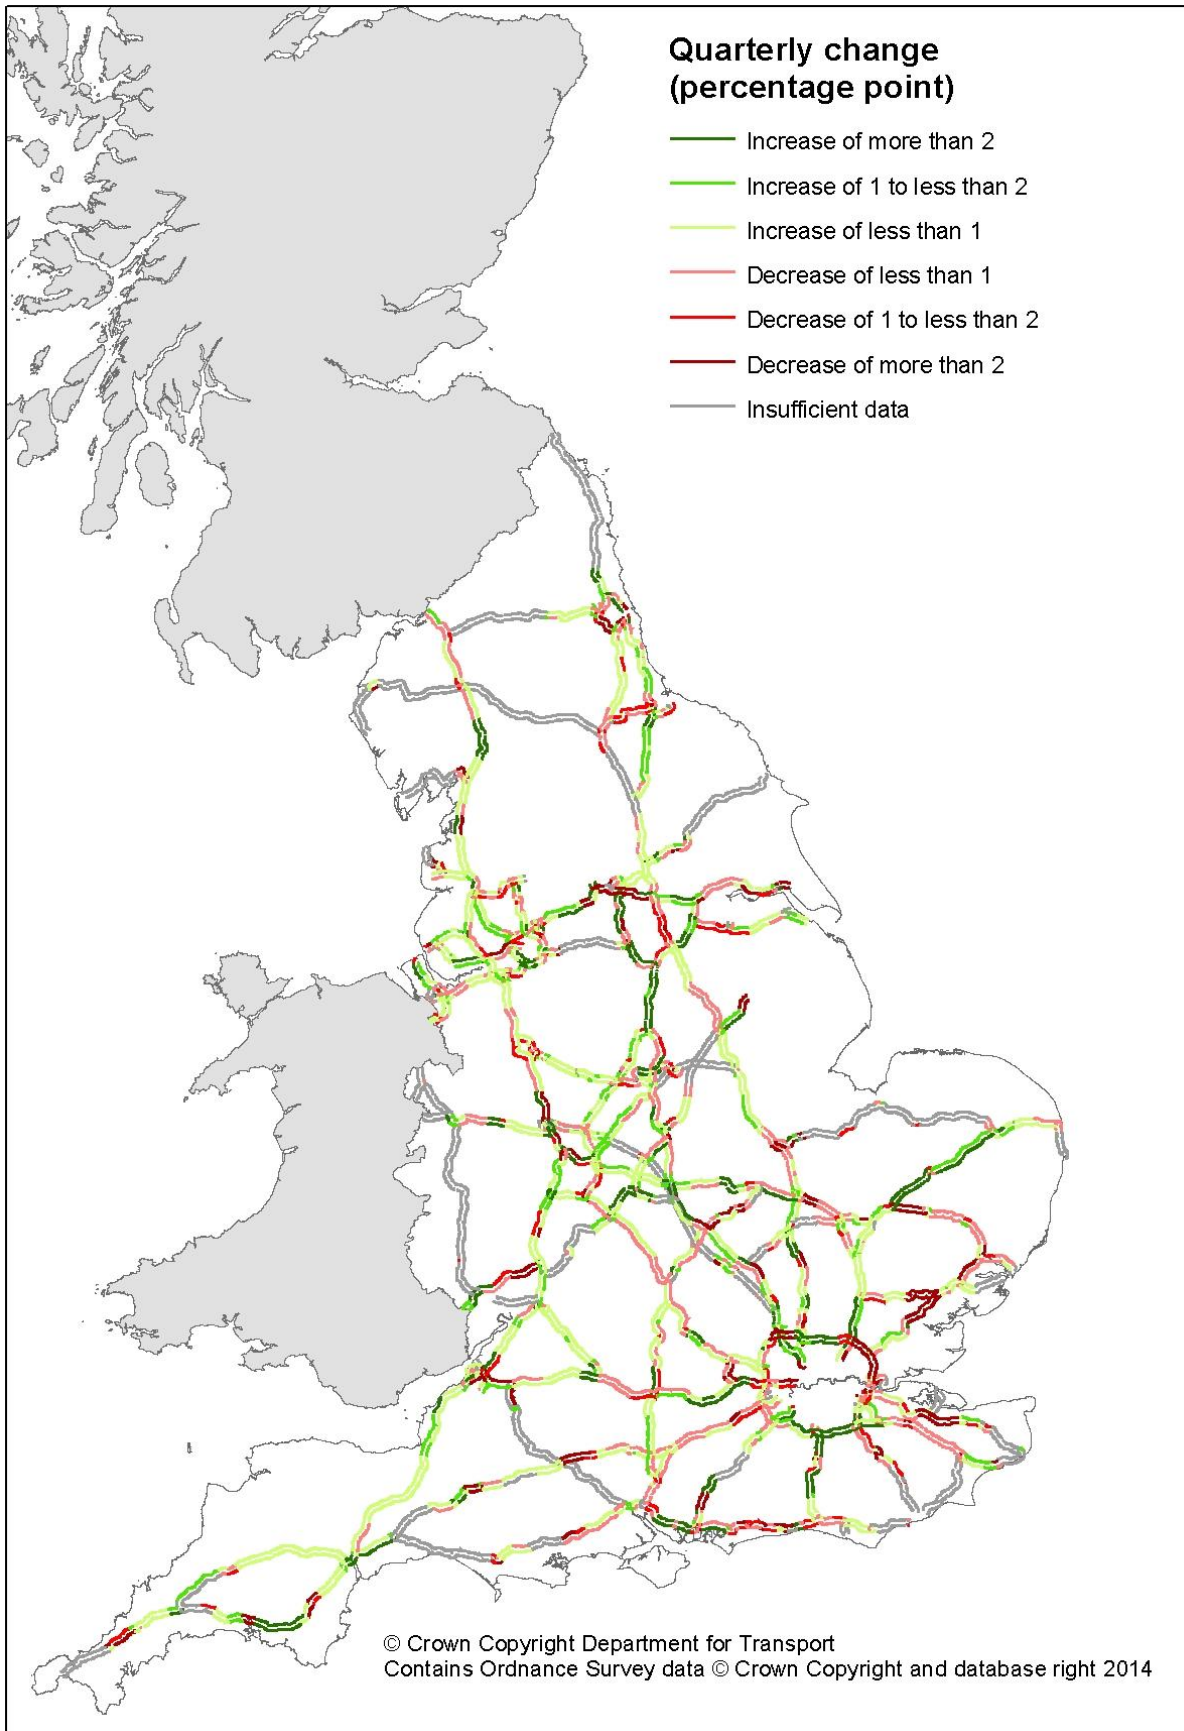 Quarterly change
(percentage point)
Increase of more than 2
Increase of 1 to less than 2
Increase of less than 1
Decrease of less than 1
Decrease of 1 to less than 2
Decrease of more than 2
Insufficient data
© Crown Copyright Department for Transport
Contains Ordnance Survey data © Crown Copyright and database right 2014